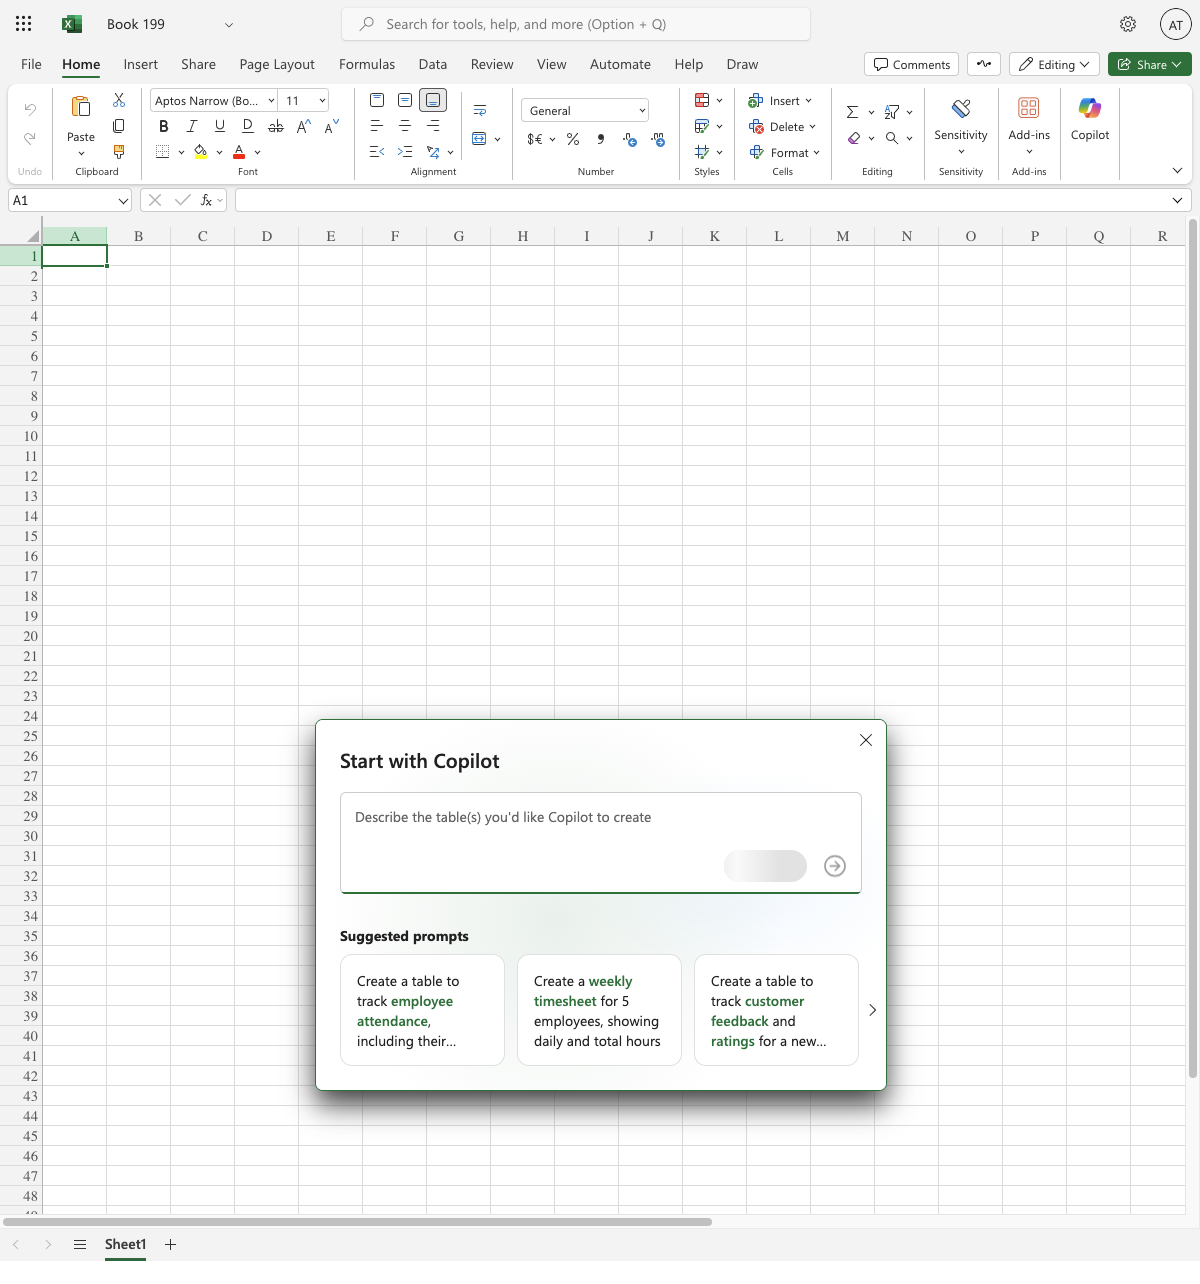 Book 199
Search for tools, help, and more (Option + Q)
AT
File Home Insert Share Page Layout Formulas Data Review View Automate Help Draw
Comments Editing Share
Aptos Narrow (Bo... 11
General
Insert
Paste
B I U D ab A A
$€ % 9
Delete
Sensitivity Add-ins Copilot
A
Format
Undo Clipboard Font Alignment Number Styles Cells Editing Sensitivity Add-ins
A1 fx
A B C D E F G H I J K L M N O P Q R
1
2
3
4
5
6
7
8
9
10
11
12
13
14
15
16
17
18
19
20
21
22
23
24
25
26
27
28
29
30
31
32
33
34
35
36
37
38
39
40
41
42
43
44
45
46
47
48
49
Start with Copilot
Describe the table(s) you'd like Copilot to create
Suggested prompts
Create a table to
track employee
attendance,
including their...
Create a weekly
timesheet for 5
employees, showing
daily and total hours
Create a table to
track customer
feedback and
ratings for a new...
Sheet1